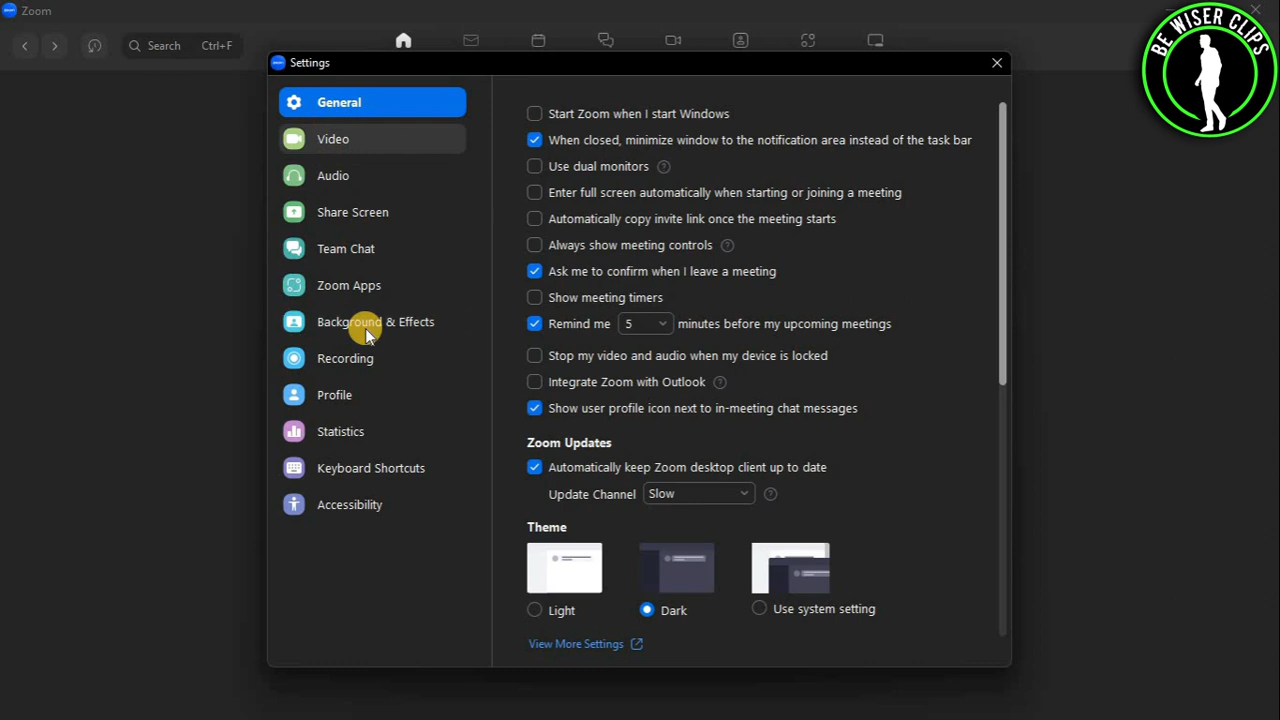 Zoom
Search Ctrl+F
BE WISER CLIPS
zoom Settings
General
Video
Audio
Share Screen
Team Chat
Zoom Apps
Background & Effects
Recording
Profile
Statistics
Keyboard Shortcuts
Accessibility
Start Zoom when I start Windows
When closed, minimize window to the notification area instead of the task bar
Use dual monitors ?
Enter full screen automatically when starting or joining a meeting
Automatically copy invite link once the meeting starts
Always show meeting controls ?
Ask me to confirm when I leave a meeting
Show meeting timers
Remind me 5 minutes before my upcoming meetings
Stop my video and audio when my device is locked
Integrate Zoom with Outlook ?
Show user profile icon next to in-meeting chat messages
Zoom Updates
Automatically keep Zoom desktop client up to date
Update Channel Slow ?
Theme
Light
Dark
Use system setting
View More Settings